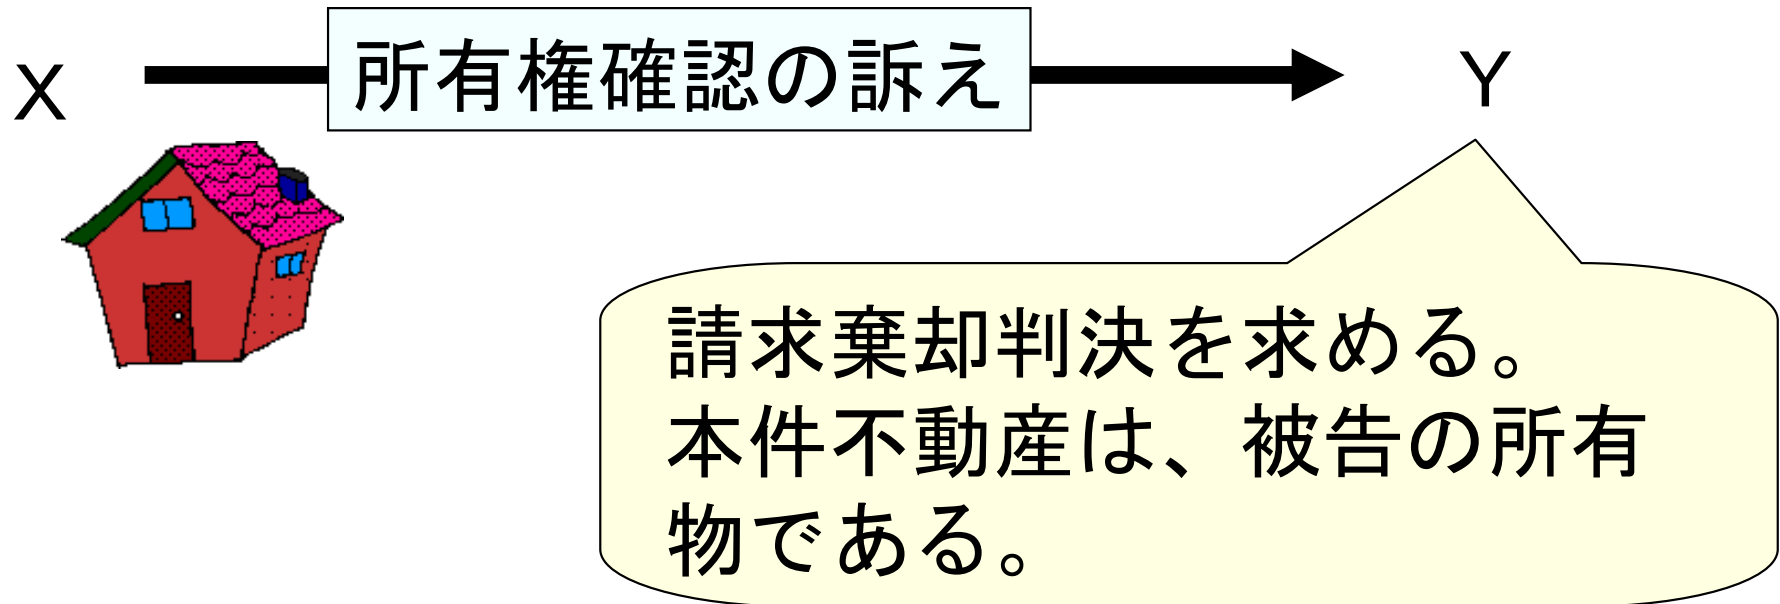 X
所有権確認の訴え
Y
請求棄却判決を求める。
本件不動産は、被告の所有
物である。